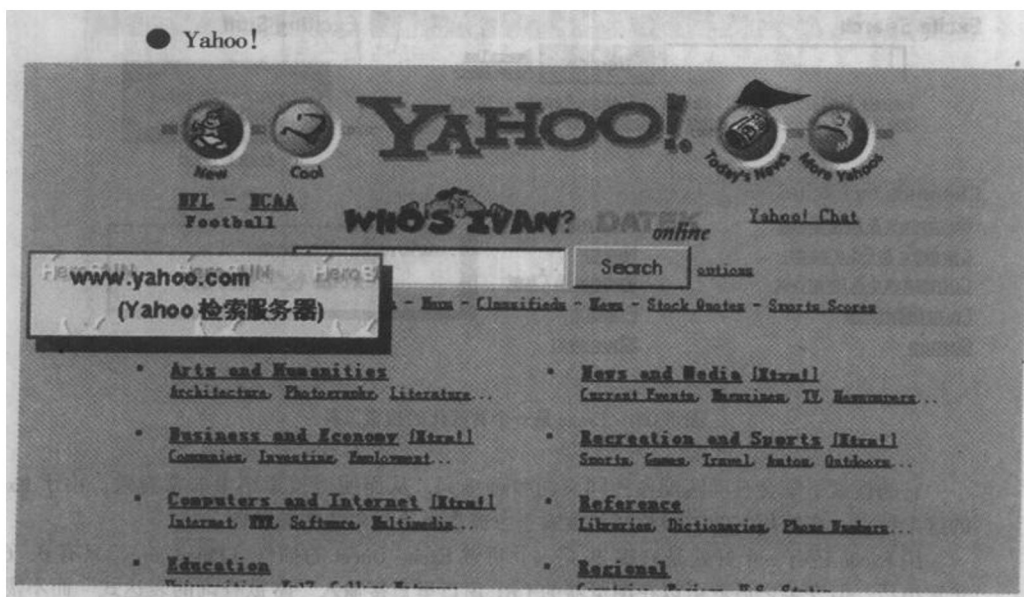 ● Yahoo!
YAHOO!
New Cool Today's News More Yahoos
NFL - NCAA
Football
WHO'S IVAN? DATEK online
Yahoo! Chat
Search options
www.yahoo.com
(Yahoo 检索服务器)
- Maps - Classifieds - News - Stock Quotes - Sports Scores
• Arts and Humanities
Architecture, Photography, Literature...
• News and Media [Xtra!]
Current Events, Magazines, TV, Newspapers...
• Business and Economy [Xtra!]
Companies, Investing, Employment...
• Recreation and Sports [Xtra!]
Sports, Games, Travel, Autos, Outdoors...
• Computers and Internet [Xtra!]
Internet, WWW, Software, Multimedia...
• Reference
Libraries, Dictionaries, Phone Numbers...
• Education
• Regional